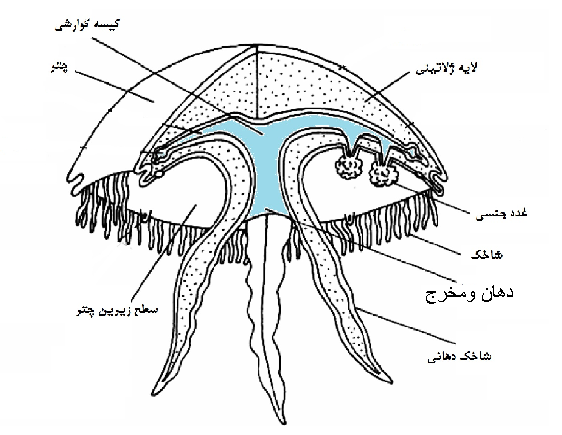 کیسه گوارشی
چتر
لایه ژلاتینی
غدد جنسی
شاخک
دهان ومخرج
سطح زیرین چتر
شاخک دهانی